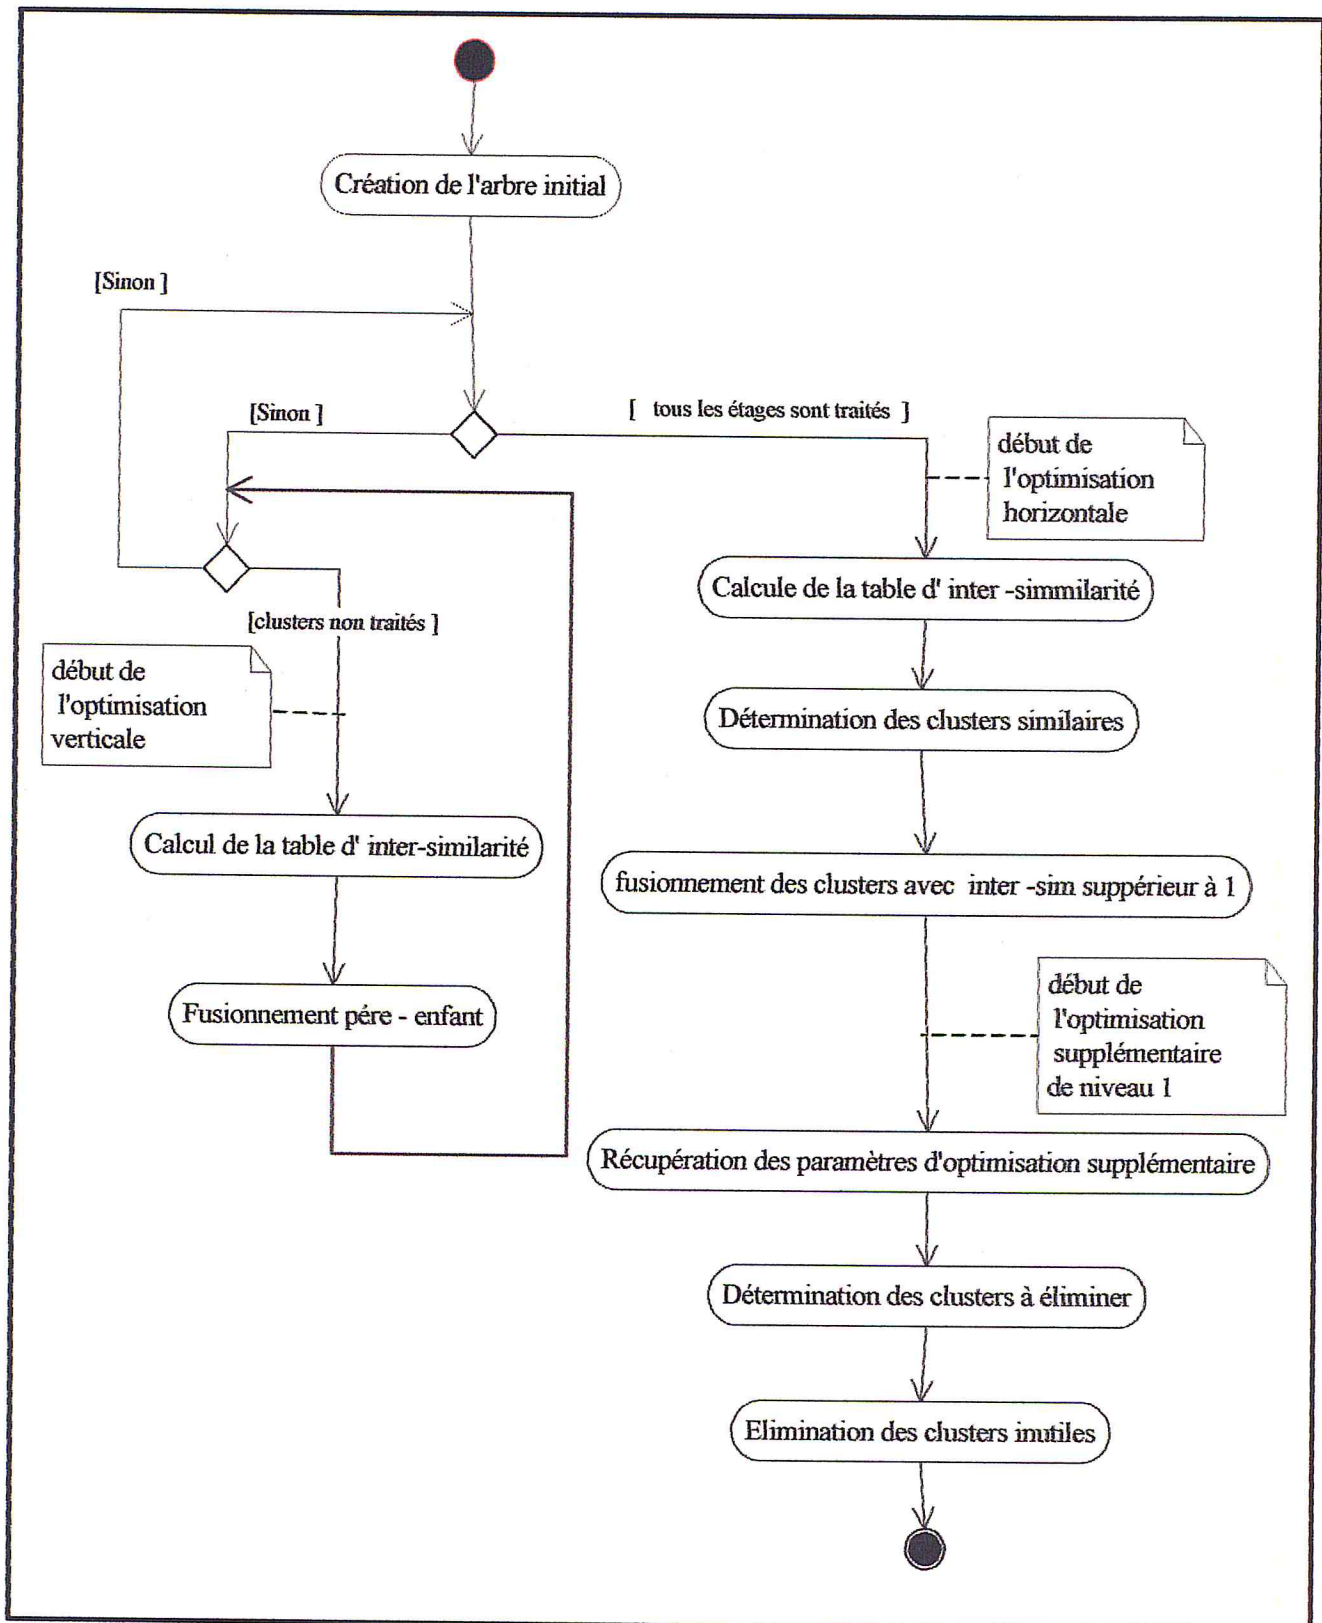 Création de l'arbre initial
[Sinon ]
[Sinon ]
[ tous les étages sont traités ]
début de
l'optimisation
horizontale
Calcule de la table d' inter -simmilarité
[clusters non traités ]
début de
l'optimisation
verticale
Détermination des clusters similaires
Calcul de la table d' inter-similarité
fusionnement des clusters avec inter -sim suppérieur à 1
Fusionnement pére - enfant
début de
l'optimisation
supplémentaire
de niveau 1
Récupération des paramètres d'optimisation supplémentaire
Détermination des clusters à éliminer
Elimination des clusters inutiles